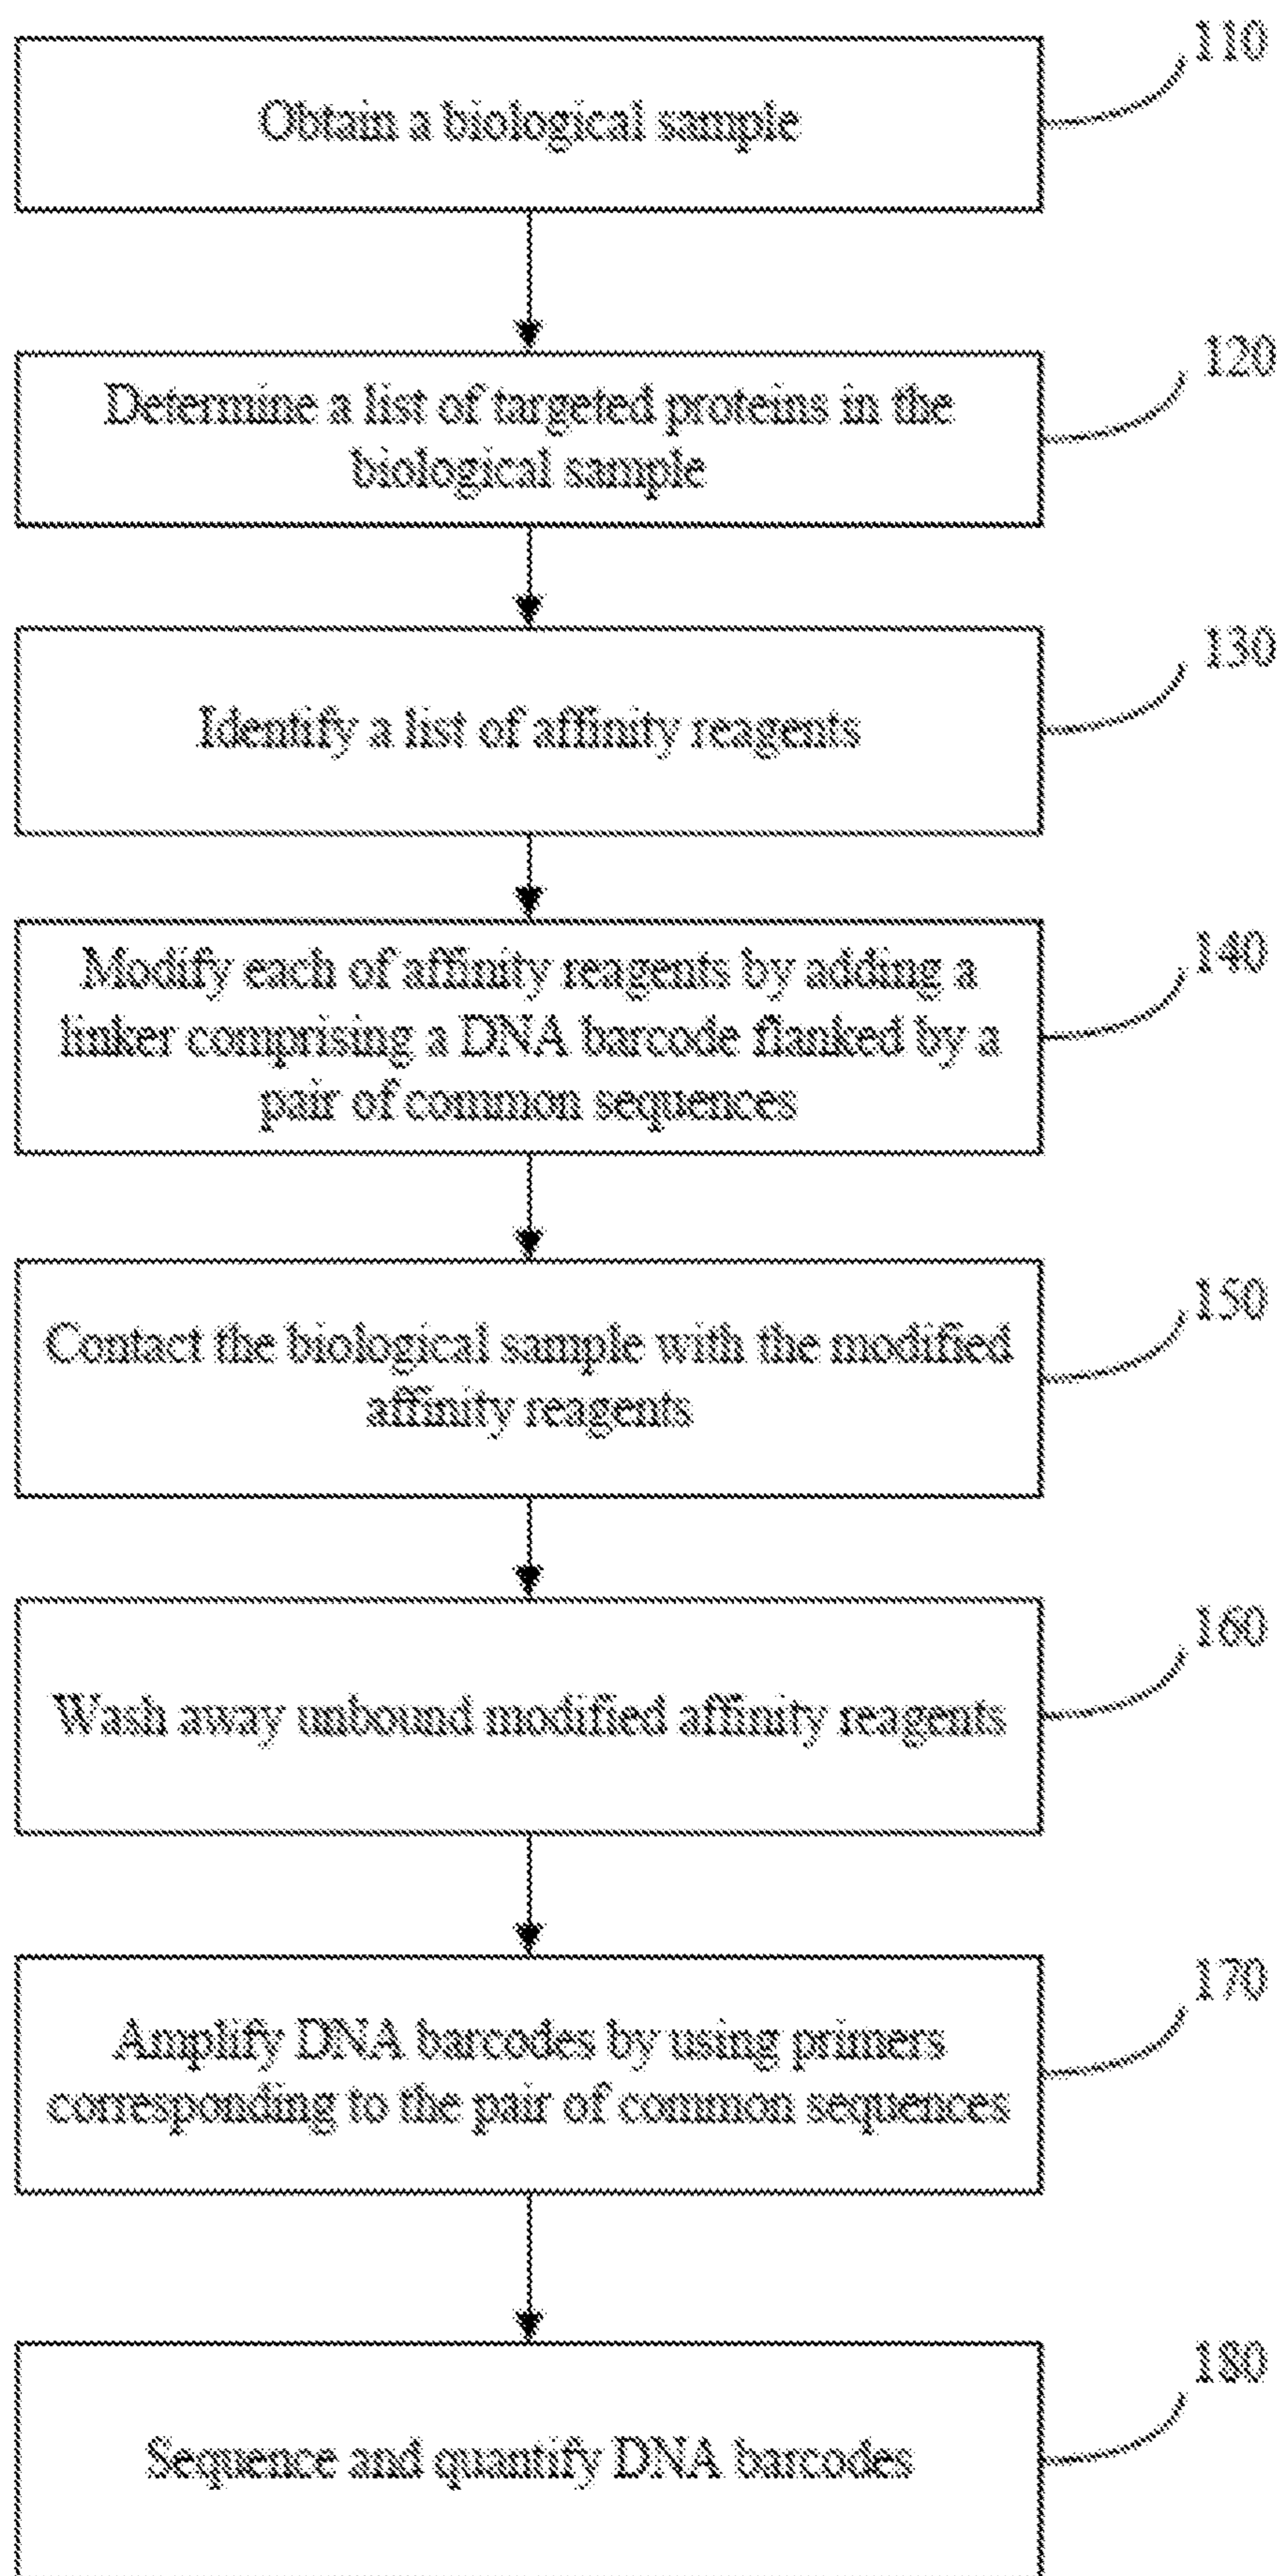 110
Obtain a biological sample
120
Determine a list of targeted proteins in the
biological sample
130
Identify a list of affinity reagents
140
Modify each of affinity reagents by adding a
linker comprising a DNA barcode flanked by a
pair of common sequences
150
Contact the biological sample with the modified
affinity reagents
160
Wash away unbound modified affinity reagents
170
Amplify DNA barcodes by using primers
corresponding to the pair of common sequences
180
Sequence and quantify DNA barcodes